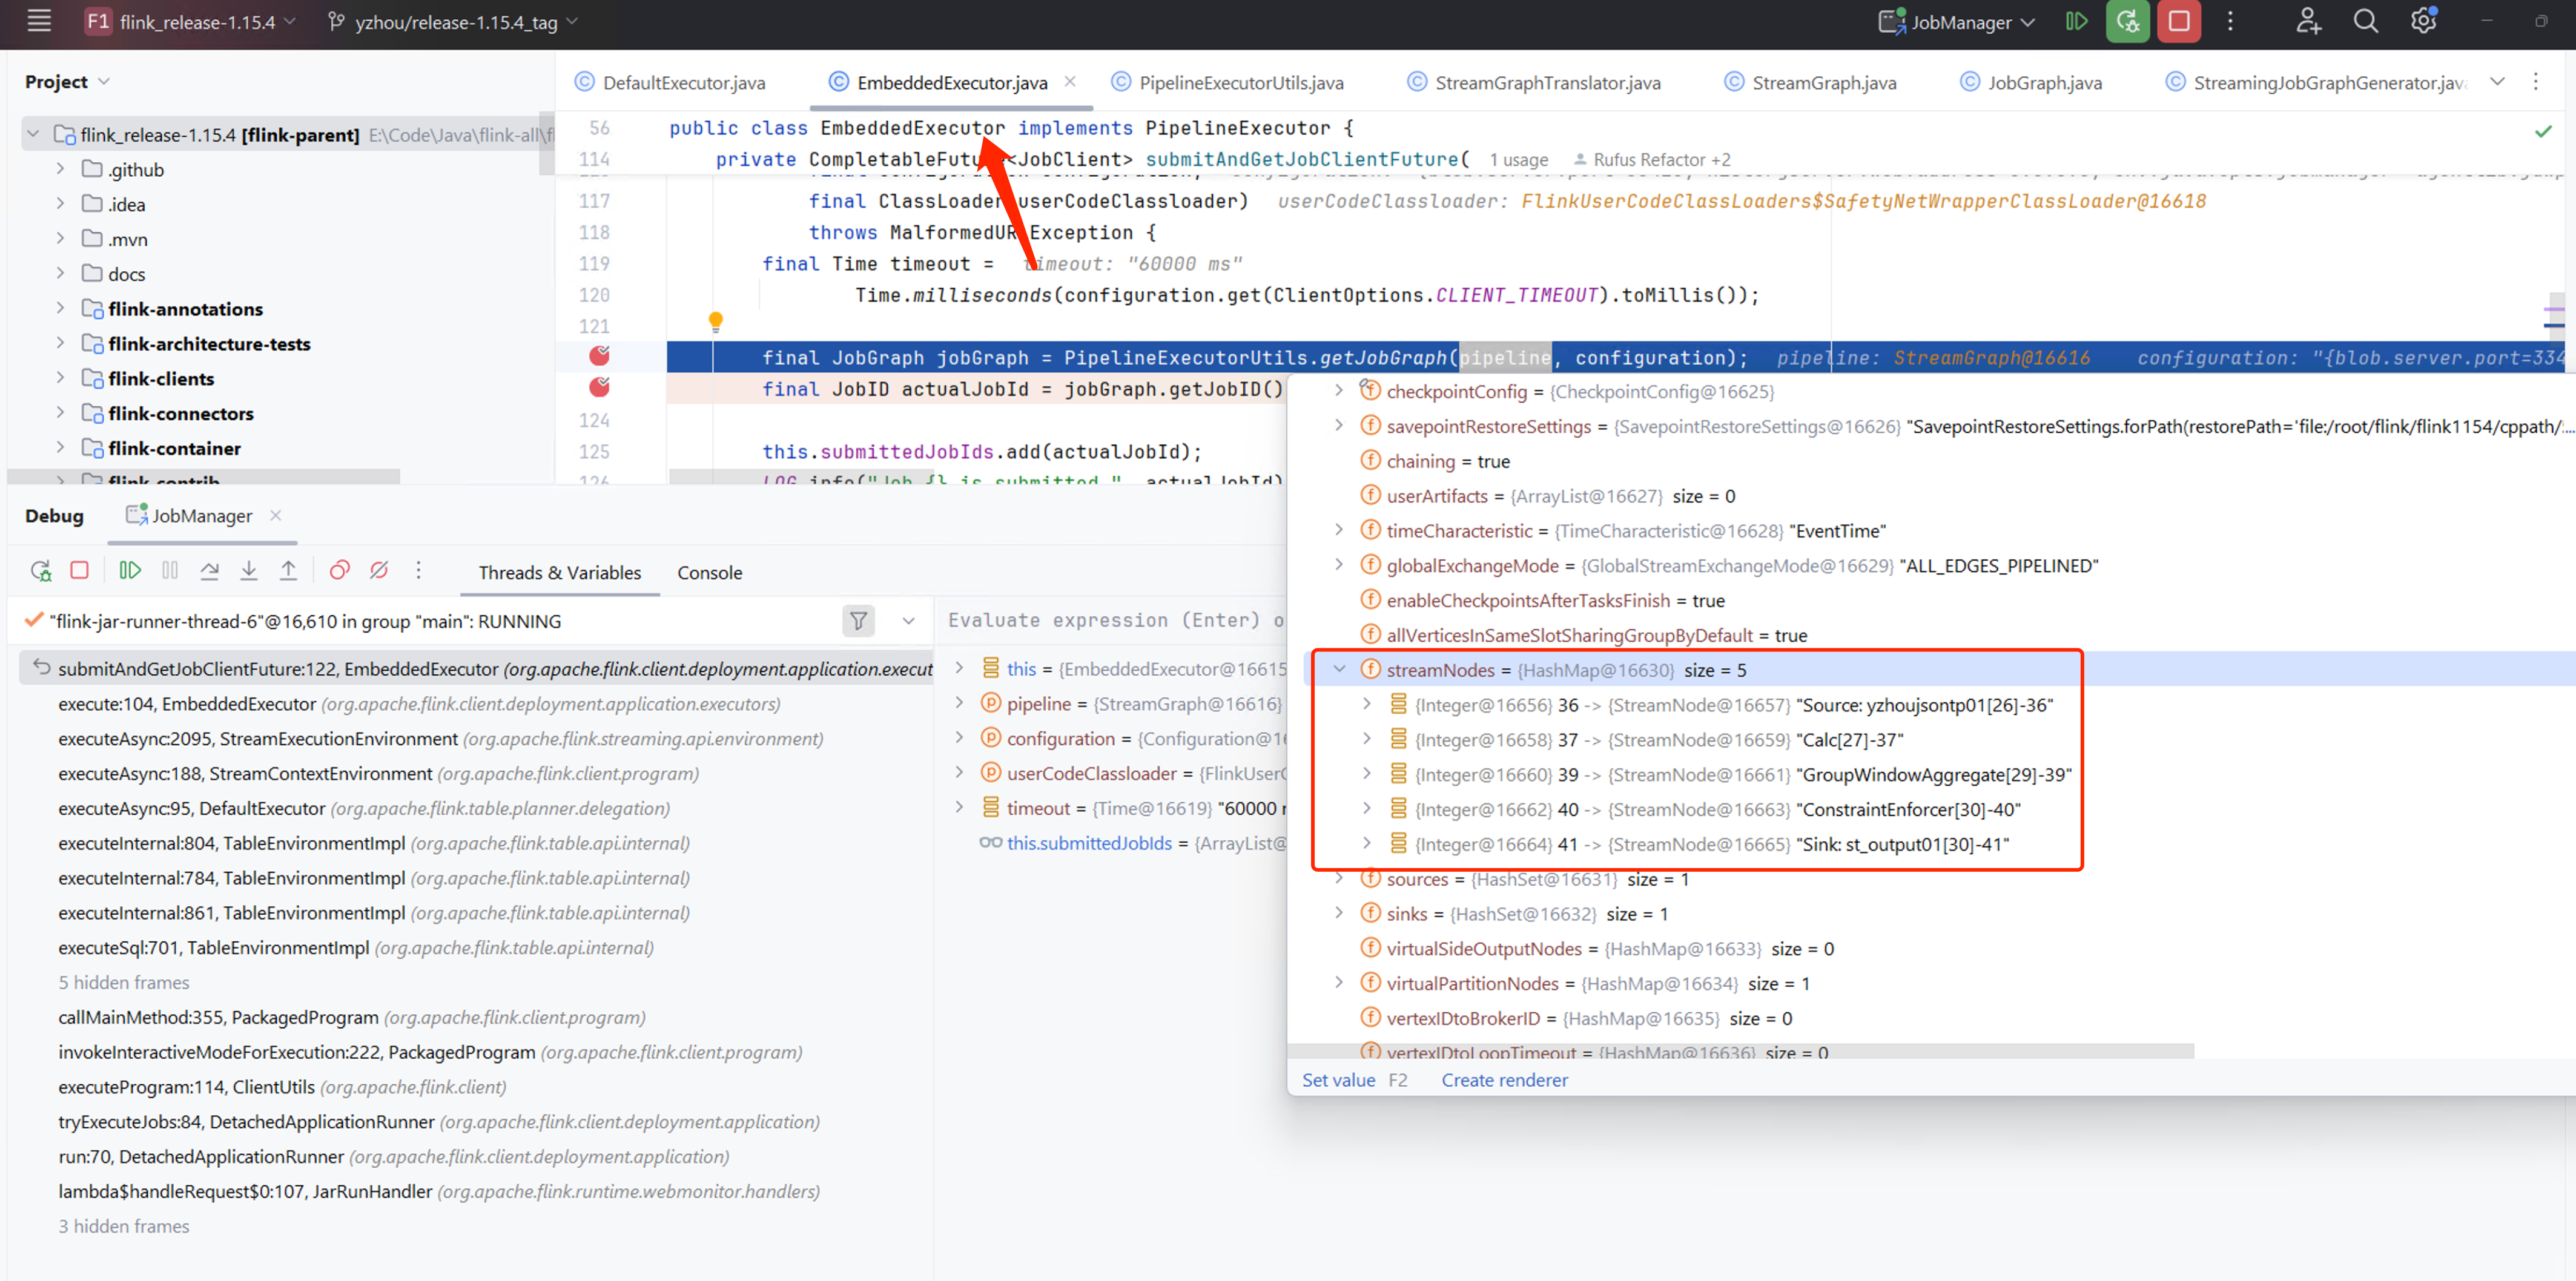 F1 flink_release-1.15.4 yzhou/release-1.15.4_tag JobManager
Project
DefaultExecutor.java EmbeddedExecutor.java PipelineExecutorUtils.java StreamGraphTranslator.java StreamGraph.java JobGraph.java StreamingJobGraphGenerator.jav
flink_release-1.15.4 [flink-parent] E:\Code\Java\flink-all\fl
.github
.idea
.mvn
docs
flink-annotations
flink-architecture-tests
flink-clients
flink-connectors
flink-container
flink-contrib
56 public class EmbeddedExecutor implements PipelineExecutor {
114 private CompletableFuture<JobClient> submitAndGetJobClientFuture( 1 usage Rufus Refactor +2
117 final ClassLoader userCodeClassloader) userCodeClassloader: FlinkUserCodeClassLoaders$SafetyNetWrapperClassLoader@16618
118 throws MalformedURLException {
119 final Time timeout = timeout: "60000 ms"
120 Time.milliseconds(configuration.get(ClientOptions.CLIENT_TIMEOUT).toMillis());
121
final JobGraph jobGraph = PipelineExecutorUtils.getJobGraph(pipeline, configuration); pipeline: StreamGraph@16616 configuration: "{blob.server.port=334
final JobID actualJobId = jobGraph.getJobID()
124
125 this.submittedJobIds.add(actualJobId);
126 LOG.info("Job {} is submitted.", actualJobId)
Debug JobManager
Threads & Variables Console
"flink-jar-runner-thread-6"@16,610 in group "main": RUNNING
submitAndGetJobClientFuture:122, EmbeddedExecutor (org.apache.flink.client.deployment.application.execut
execute:104, EmbeddedExecutor (org.apache.flink.client.deployment.application.executors)
executeAsync:2095, StreamExecutionEnvironment (org.apache.flink.streaming.api.environment)
executeAsync:188, StreamContextEnvironment (org.apache.flink.client.program)
executeAsync:95, DefaultExecutor (org.apache.flink.table.planner.delegation)
executeInternal:804, TableEnvironmentImpl (org.apache.flink.table.api.internal)
executeInternal:784, TableEnvironmentImpl (org.apache.flink.table.api.internal)
executeInternal:861, TableEnvironmentImpl (org.apache.flink.table.api.internal)
executeSql:701, TableEnvironmentImpl (org.apache.flink.table.api.internal)
5 hidden frames
callMainMethod:355, PackagedProgram (org.apache.flink.client.program)
invokeInteractiveModeForExecution:222, PackagedProgram (org.apache.flink.client.program)
executeProgram:114, ClientUtils (org.apache.flink.client)
tryExecuteJobs:84, DetachedApplicationRunner (org.apache.flink.client.deployment.application)
run:70, DetachedApplicationRunner (org.apache.flink.client.deployment.application)
lambda$handleRequest$0:107, JarRunHandler (org.apache.flink.runtime.webmonitor.handlers)
3 hidden frames
Evaluate expression (Enter) o
this = {EmbeddedExecutor@16615
pipeline = {StreamGraph@16616}
configuration = {Configuration@16
userCodeClassloader = {FlinkUserC
timeout = {Time@16619} "60000 r
this.submittedJobIds = {ArrayList@
checkpointConfig = {CheckpointConfig@16625}
savepointRestoreSettings = {SavepointRestoreSettings@16626} "SavepointRestoreSettings.forPath(restorePath='file:/root/flink/flink1154/cppath/...
chaining = true
userArtifacts = {ArrayList@16627} size = 0
timeCharacteristic = {TimeCharacteristic@16628} "EventTime"
globalExchangeMode = {GlobalStreamExchangeMode@16629} "ALL_EDGES_PIPELINED"
enableCheckpointsAfterTasksFinish = true
allVerticesInSameSlotSharingGroupByDefault = true
streamNodes = {HashMap@16630} size = 5
{Integer@16656} 36 -> {StreamNode@16657} "Source: yzhoujsontp01[26]-36"
{Integer@16658} 37 -> {StreamNode@16659} "Calc[27]-37"
{Integer@16660} 39 -> {StreamNode@16661} "GroupWindowAggregate[29]-39"
{Integer@16662} 40 -> {StreamNode@16663} "ConstraintEnforcer[30]-40"
{Integer@16664} 41 -> {StreamNode@16665} "Sink: st_output01[30]-41"
sources = {HashSet@16631} size = 1
sinks = {HashSet@16632} size = 1
virtualSideOutputNodes = {HashMap@16633} size = 0
virtualPartitionNodes = {HashMap@16634} size = 1
vertexIDtoBrokerID = {HashMap@16635} size = 0
vertexIDtoLoopTimeout = {HashMap@16636} size = 0
Set value F2 Create renderer